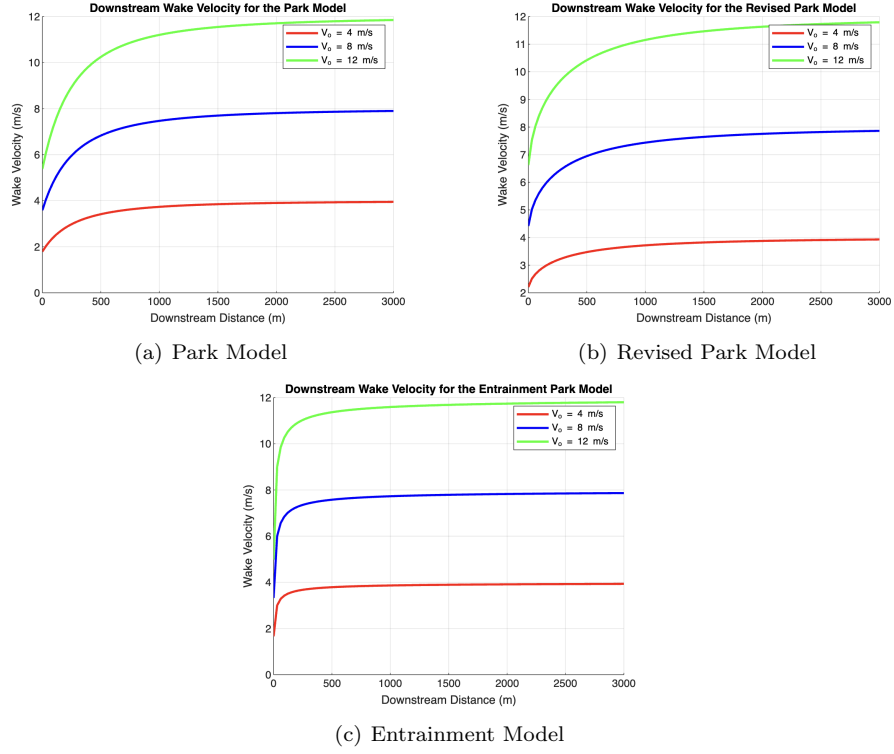 Downstream Wake Velocity for the Park Model
Wake Velocity (m/s)
12
10
8
6
4
2
0
V₀ = 4 m/s
V₀ = 8 m/s
V₀ = 12 m/s
0 500 1000 1500 2000 2500 3000
Downstream Distance (m)
(a) Park Model
Downstream Wake Velocity for the Revised Park Model
Wake Velocity (m/s)
12
11
10
9
8
7
6
5
4
3
2
V₀ = 4 m/s
V₀ = 8 m/s
V₀ = 12 m/s
0 500 1000 1500 2000 2500 3000
Downstream Distance (m)
(b) Revised Park Model
Downstream Wake Velocity for the Entrainment Park Model
Wake Velocity (m/s)
12
10
8
6
4
2
0
V₀ = 4 m/s
V₀ = 8 m/s
V₀ = 12 m/s
0 500 1000 1500 2000 2500 3000
Downstream Distance (m)
(c) Entrainment Model